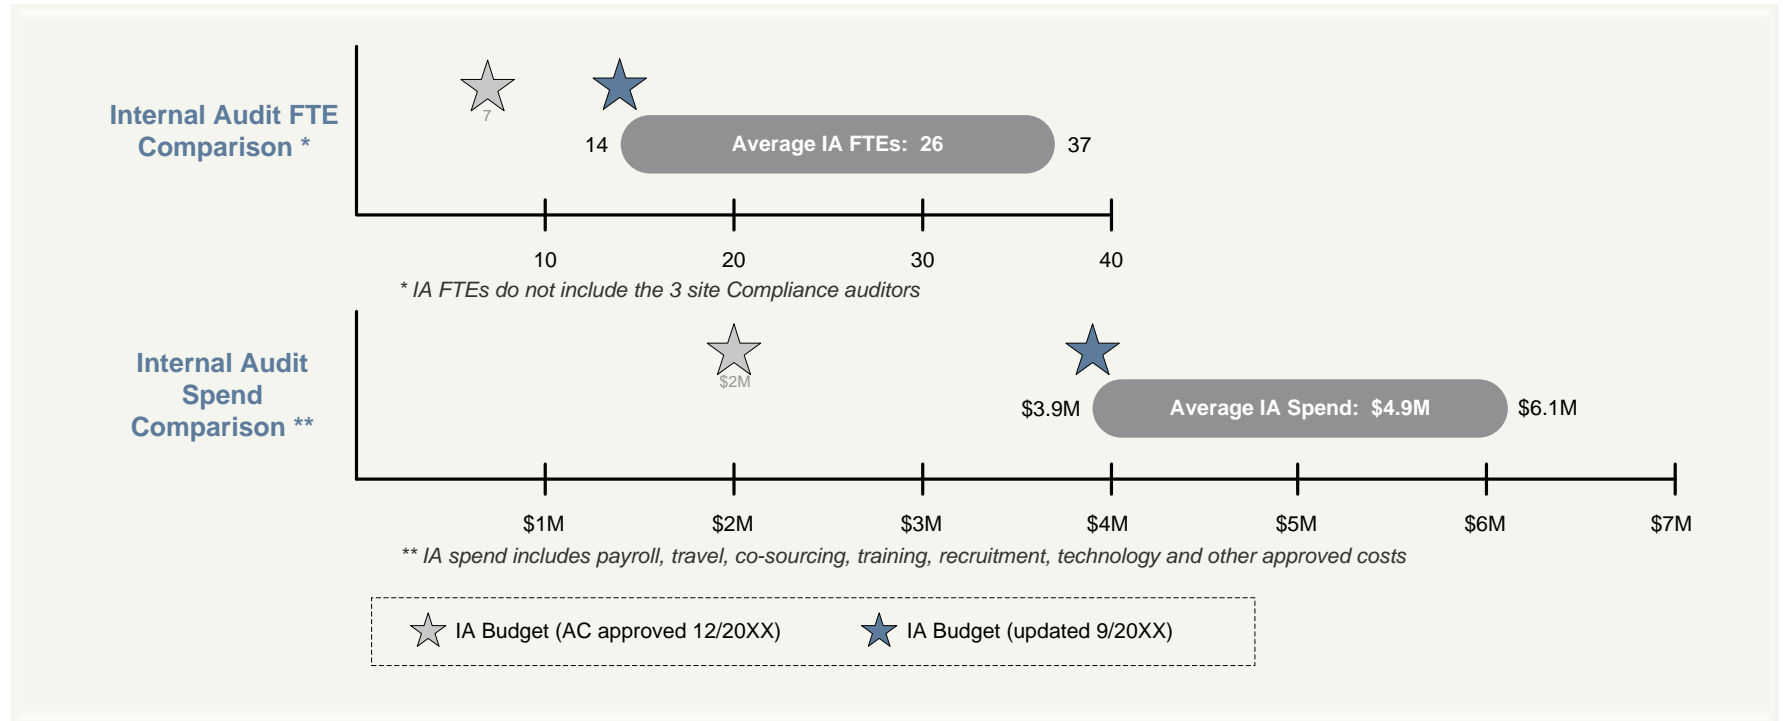 Internal Audit FTE
Comparison *
7
14
Average IA FTEs:  26
37
10
20
30
40
* IA FTEs do not include the 3 site Compliance auditors
Internal Audit
Spend
Comparison **
$2M
$3.9M
Average IA Spend:  $4.9M
$6.1M
$1M
$2M
$3M
$4M
$5M
$6M
$7M
** IA spend includes payroll, travel, co-sourcing, training, recruitment, technology and other approved costs
IA Budget (AC approved 12/20XX)
IA Budget (updated 9/20XX)